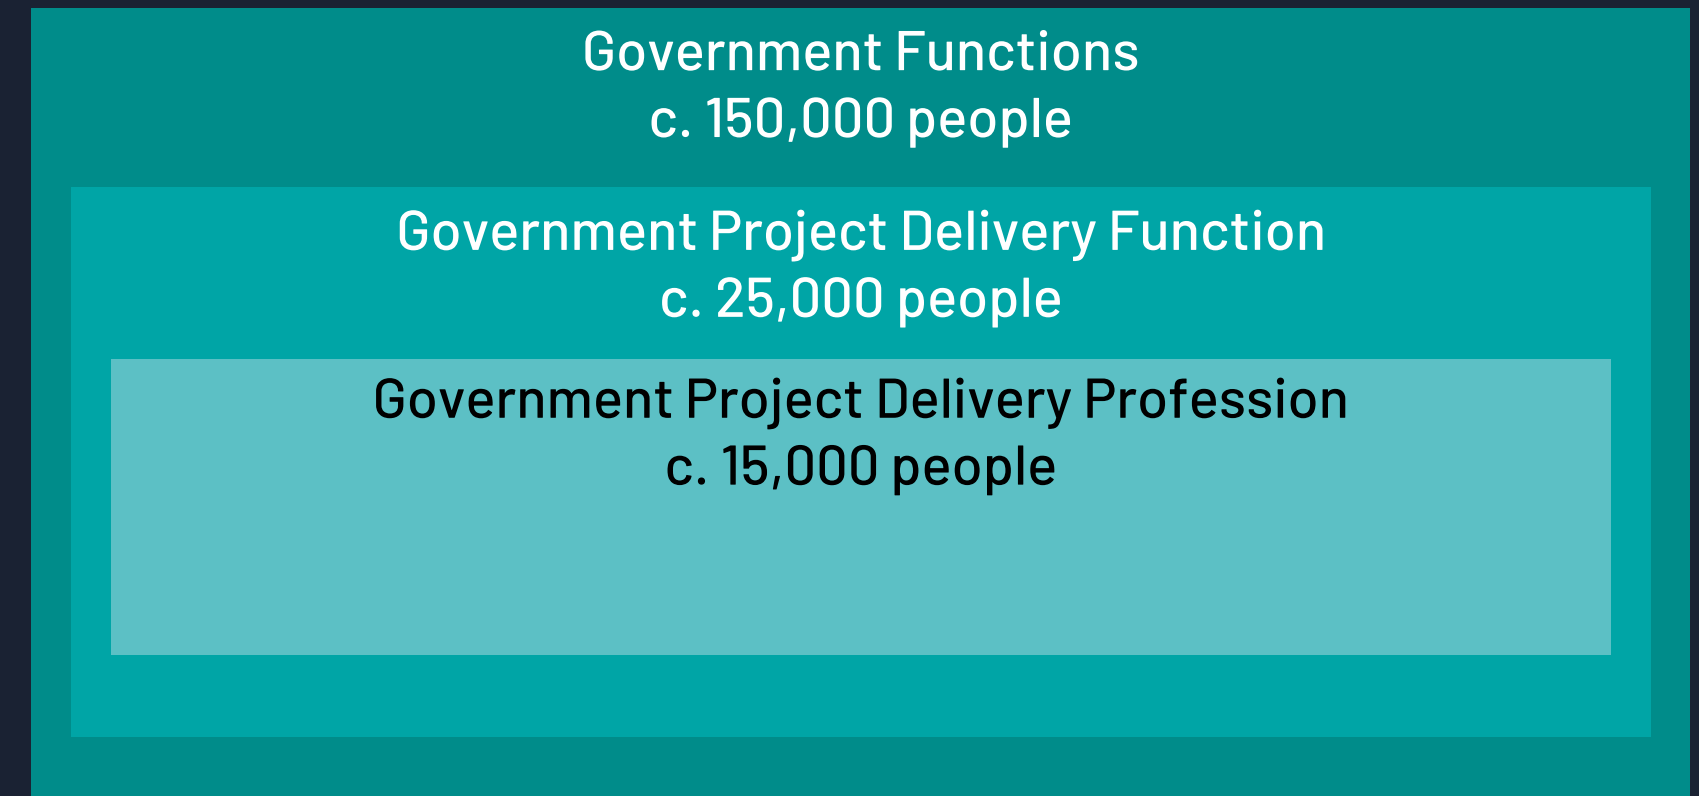 Government Functions
c. 150,000 people
Government Project Delivery Function
c. 25,000 people
Government Project Delivery Profession
c. 15,000 people